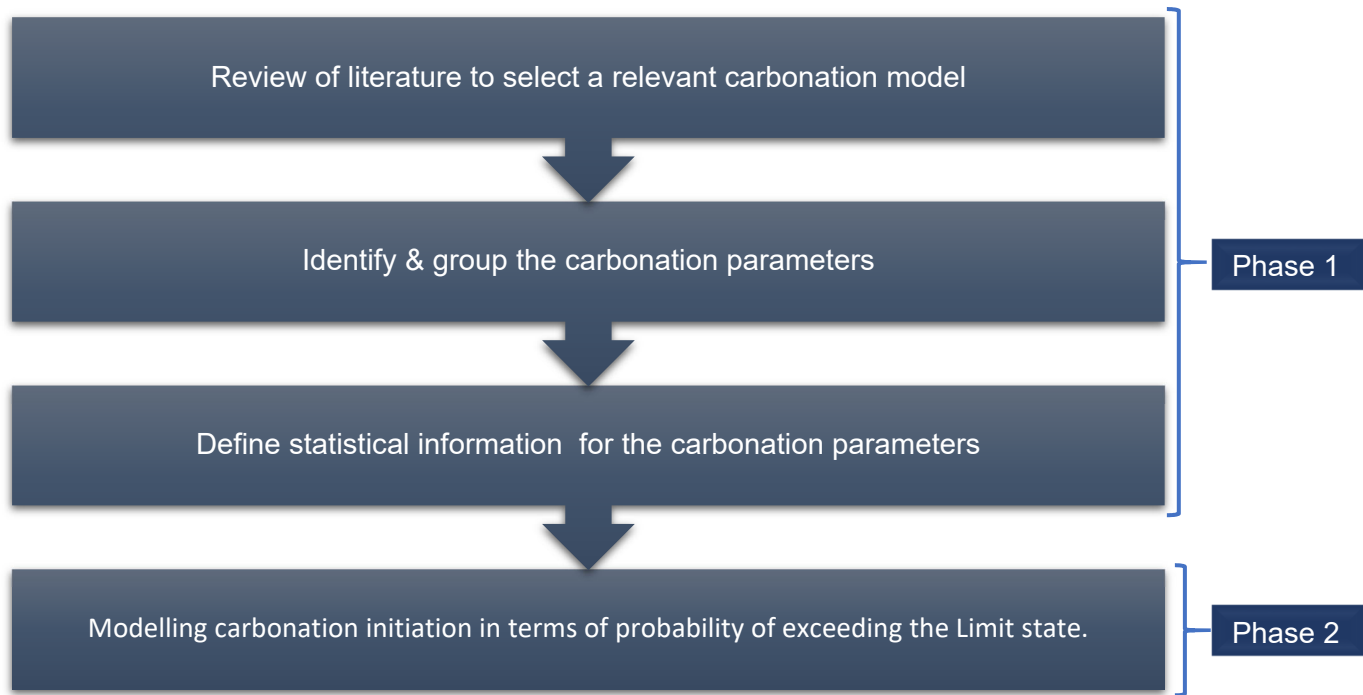 Review of literature to select a relevant carbonation model
Identify & group the carbonation parameters
Phase 1
Define statistical information  for the carbonation parameters
Modelling carbonation initiation in terms of probability of exceeding the Limit state.
Phase 2